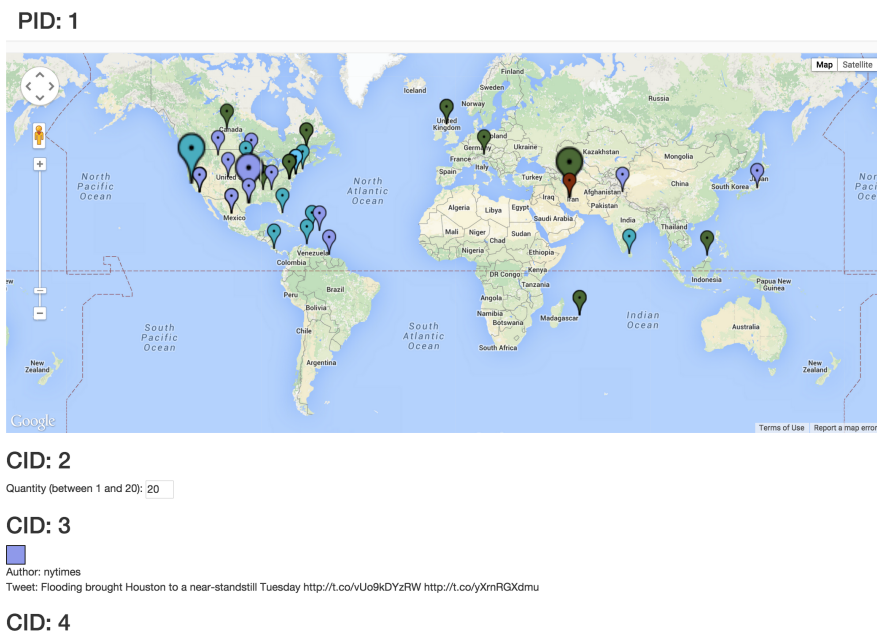 PID: 1
Map Satellite
Iceland
Finland
Sweden
Norway
Russia
Canada
United Kingdom
Poland
Germany
Ukraine
Kazakhstan
Mongolia
France
Italy
Spain
Turkey
Afghanistan
China
South Korea
Japan
North Pacific Ocean
United
North Atlantic Ocean
Iraq
Iran
Pakistan
Algeria
Libya
Egypt
Saudi Arabia
India
Thailand
Mexico
Mali
Niger
Chad
Sudan
Nigeria
Ethiopia
Venezuela
Colombia
DR Congo
Kenya
Tanzania
Indonesia
Papua New Guinea
Peru
Brazil
Bolivia
Angola
Namibia
Botswana
Madagascar
Indian Ocean
Australia
South Pacific Ocean
Chile
South Atlantic Ocean
South Africa
Argentina
New Zealand
New Zealand
Google
Terms of Use Report a map error
CID: 2
Quantity (between 1 and 20): 20
CID: 3
Author: nytimes
Tweet: Flooding brought Houston to a near-standstill Tuesday http://t.co/vUo9kDYzRW http://t.co/yXrnRGXdmu
CID: 4